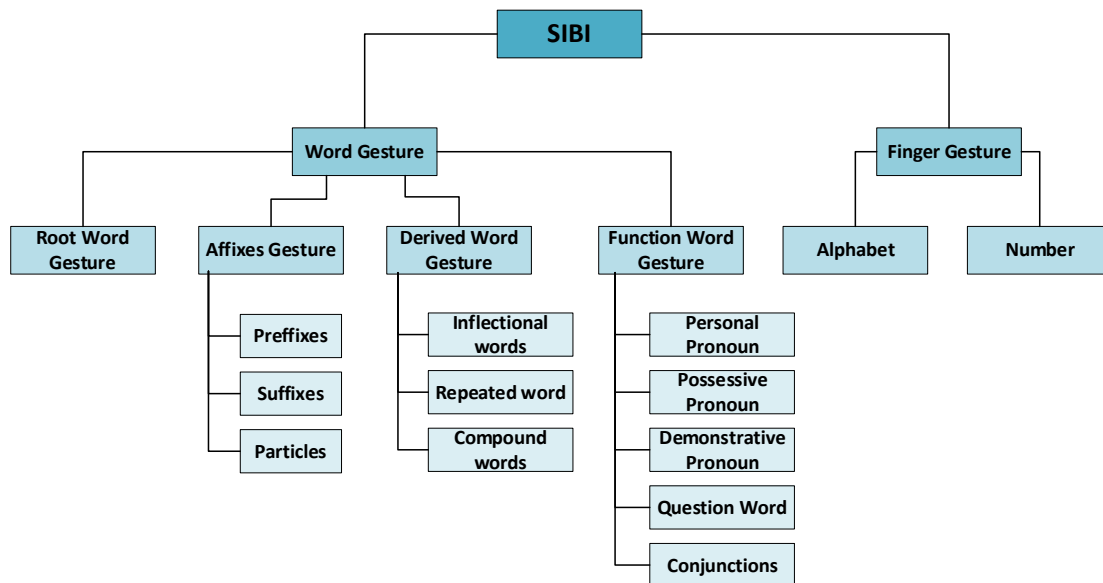 SIBI
Word Gesture
Finger Gesture
Root Word
Gesture
Affixes Gesture
Derived Word
Gesture
Function Word
Gesture
Alphabet
Number
Preffixes
Suffixes
Particles
Inflectional
words
Repeated word
Compound
words
Personal
Pronoun
Possessive
Pronoun
Demonstrative
Pronoun
Question Word
Conjunctions